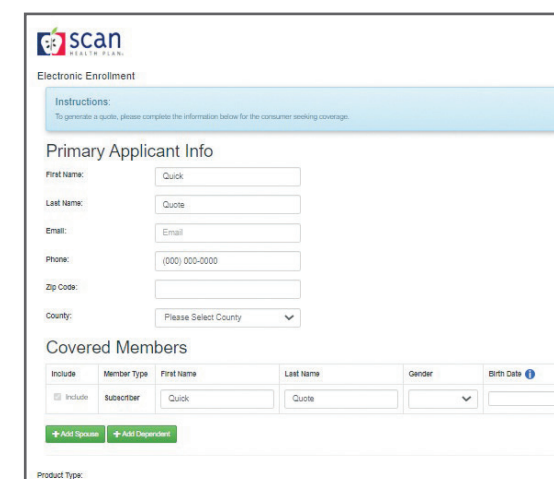 scan
HEALTH PLAN.
Electronic Enrollment
Instructions:
To generate a quote, please complete the information below for the consumer seeking coverage.
Primary Applicant Info
First Name: Quick
Last Name: Quote
Email: Email
Phone: (000) 000-0000
Zip Code:
County: Please Select County
Covered Members
Include Member Type First Name Last Name Gender Birth Date i
Include Subscriber Quick Quote
+ Add Spouse + Add Dependent
Product Type: